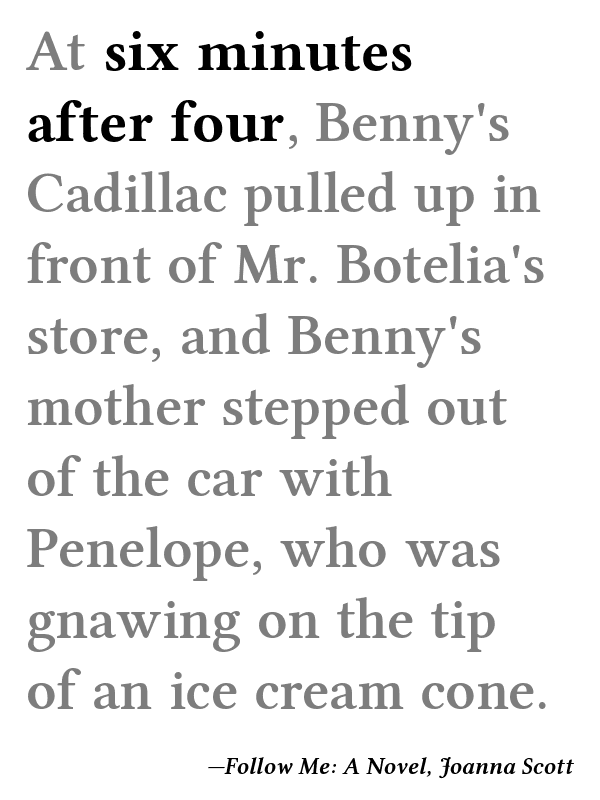 At six minutes
after four, Benny's
Cadillac pulled up in
front of Mr. Botelia's
store, and Benny's
mother stepped out
of the car with
Penelope, who was
gnawing on the tip
of an ice cream cone.
—Follow Me: A Novel, Joanna Scott